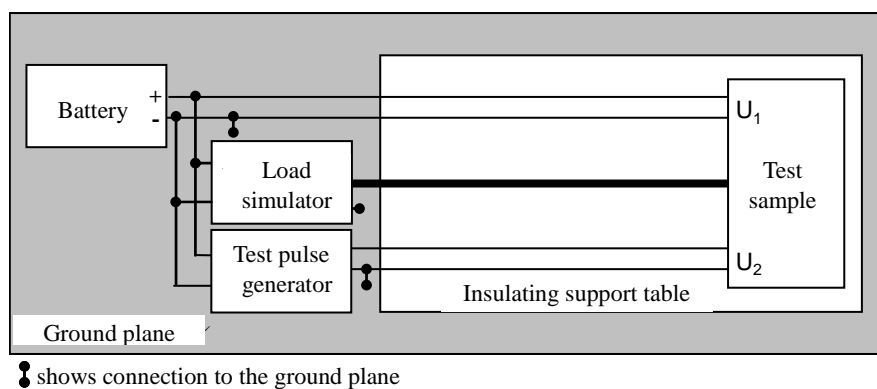 Battery
+
-
U1
Load
simulator
Test
sample
Test pulse
generator
U2
Insulating support table
Ground plane
shows connection to the ground plane